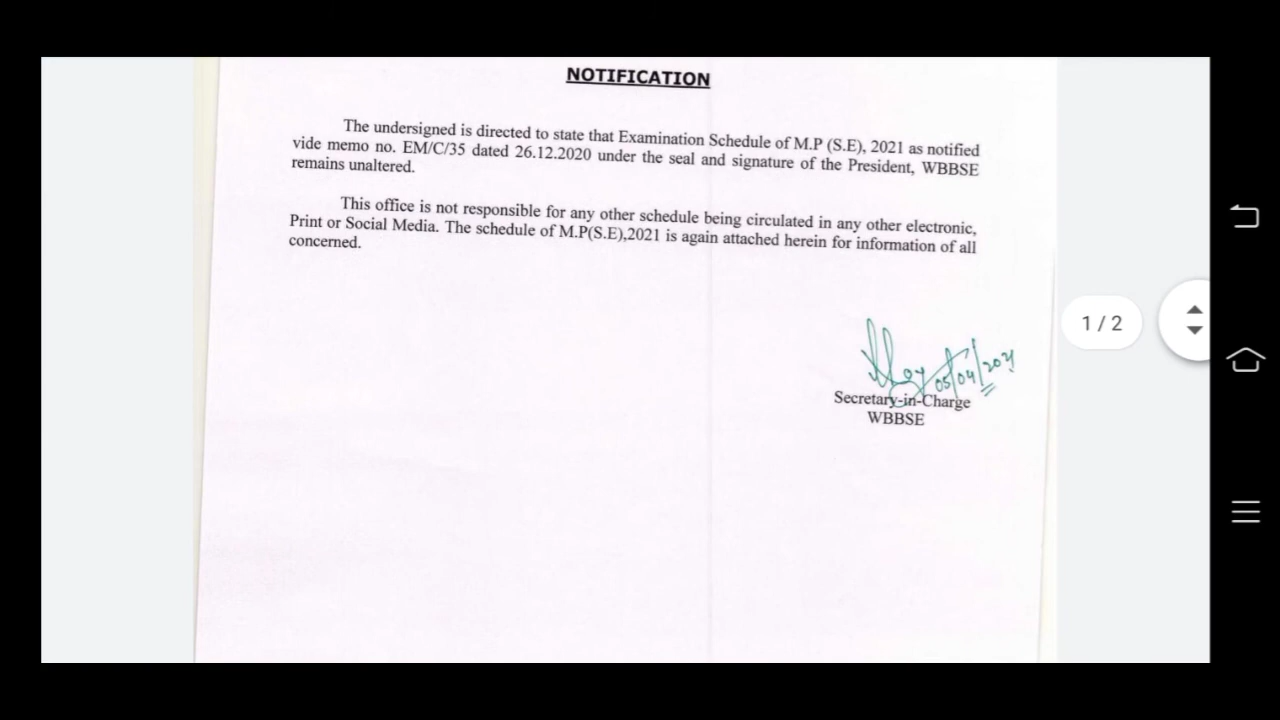 NOTIFICATION
The undersigned is directed to state that Examination Schedule of M.P (S.E), 2021 as notified
vide memo no. EM/C/35 dated 26.12.2020 under the seal and signature of the President, WBBSE
remains unaltered.
This office is not responsible for any other schedule being circulated in any other electronic,
Print or Social Media. The schedule of M.P(S.E),2021 is again attached herein for information of all
concerned.
1 / 2
05/04/2021
Secretary-in-Charge
WBBSE